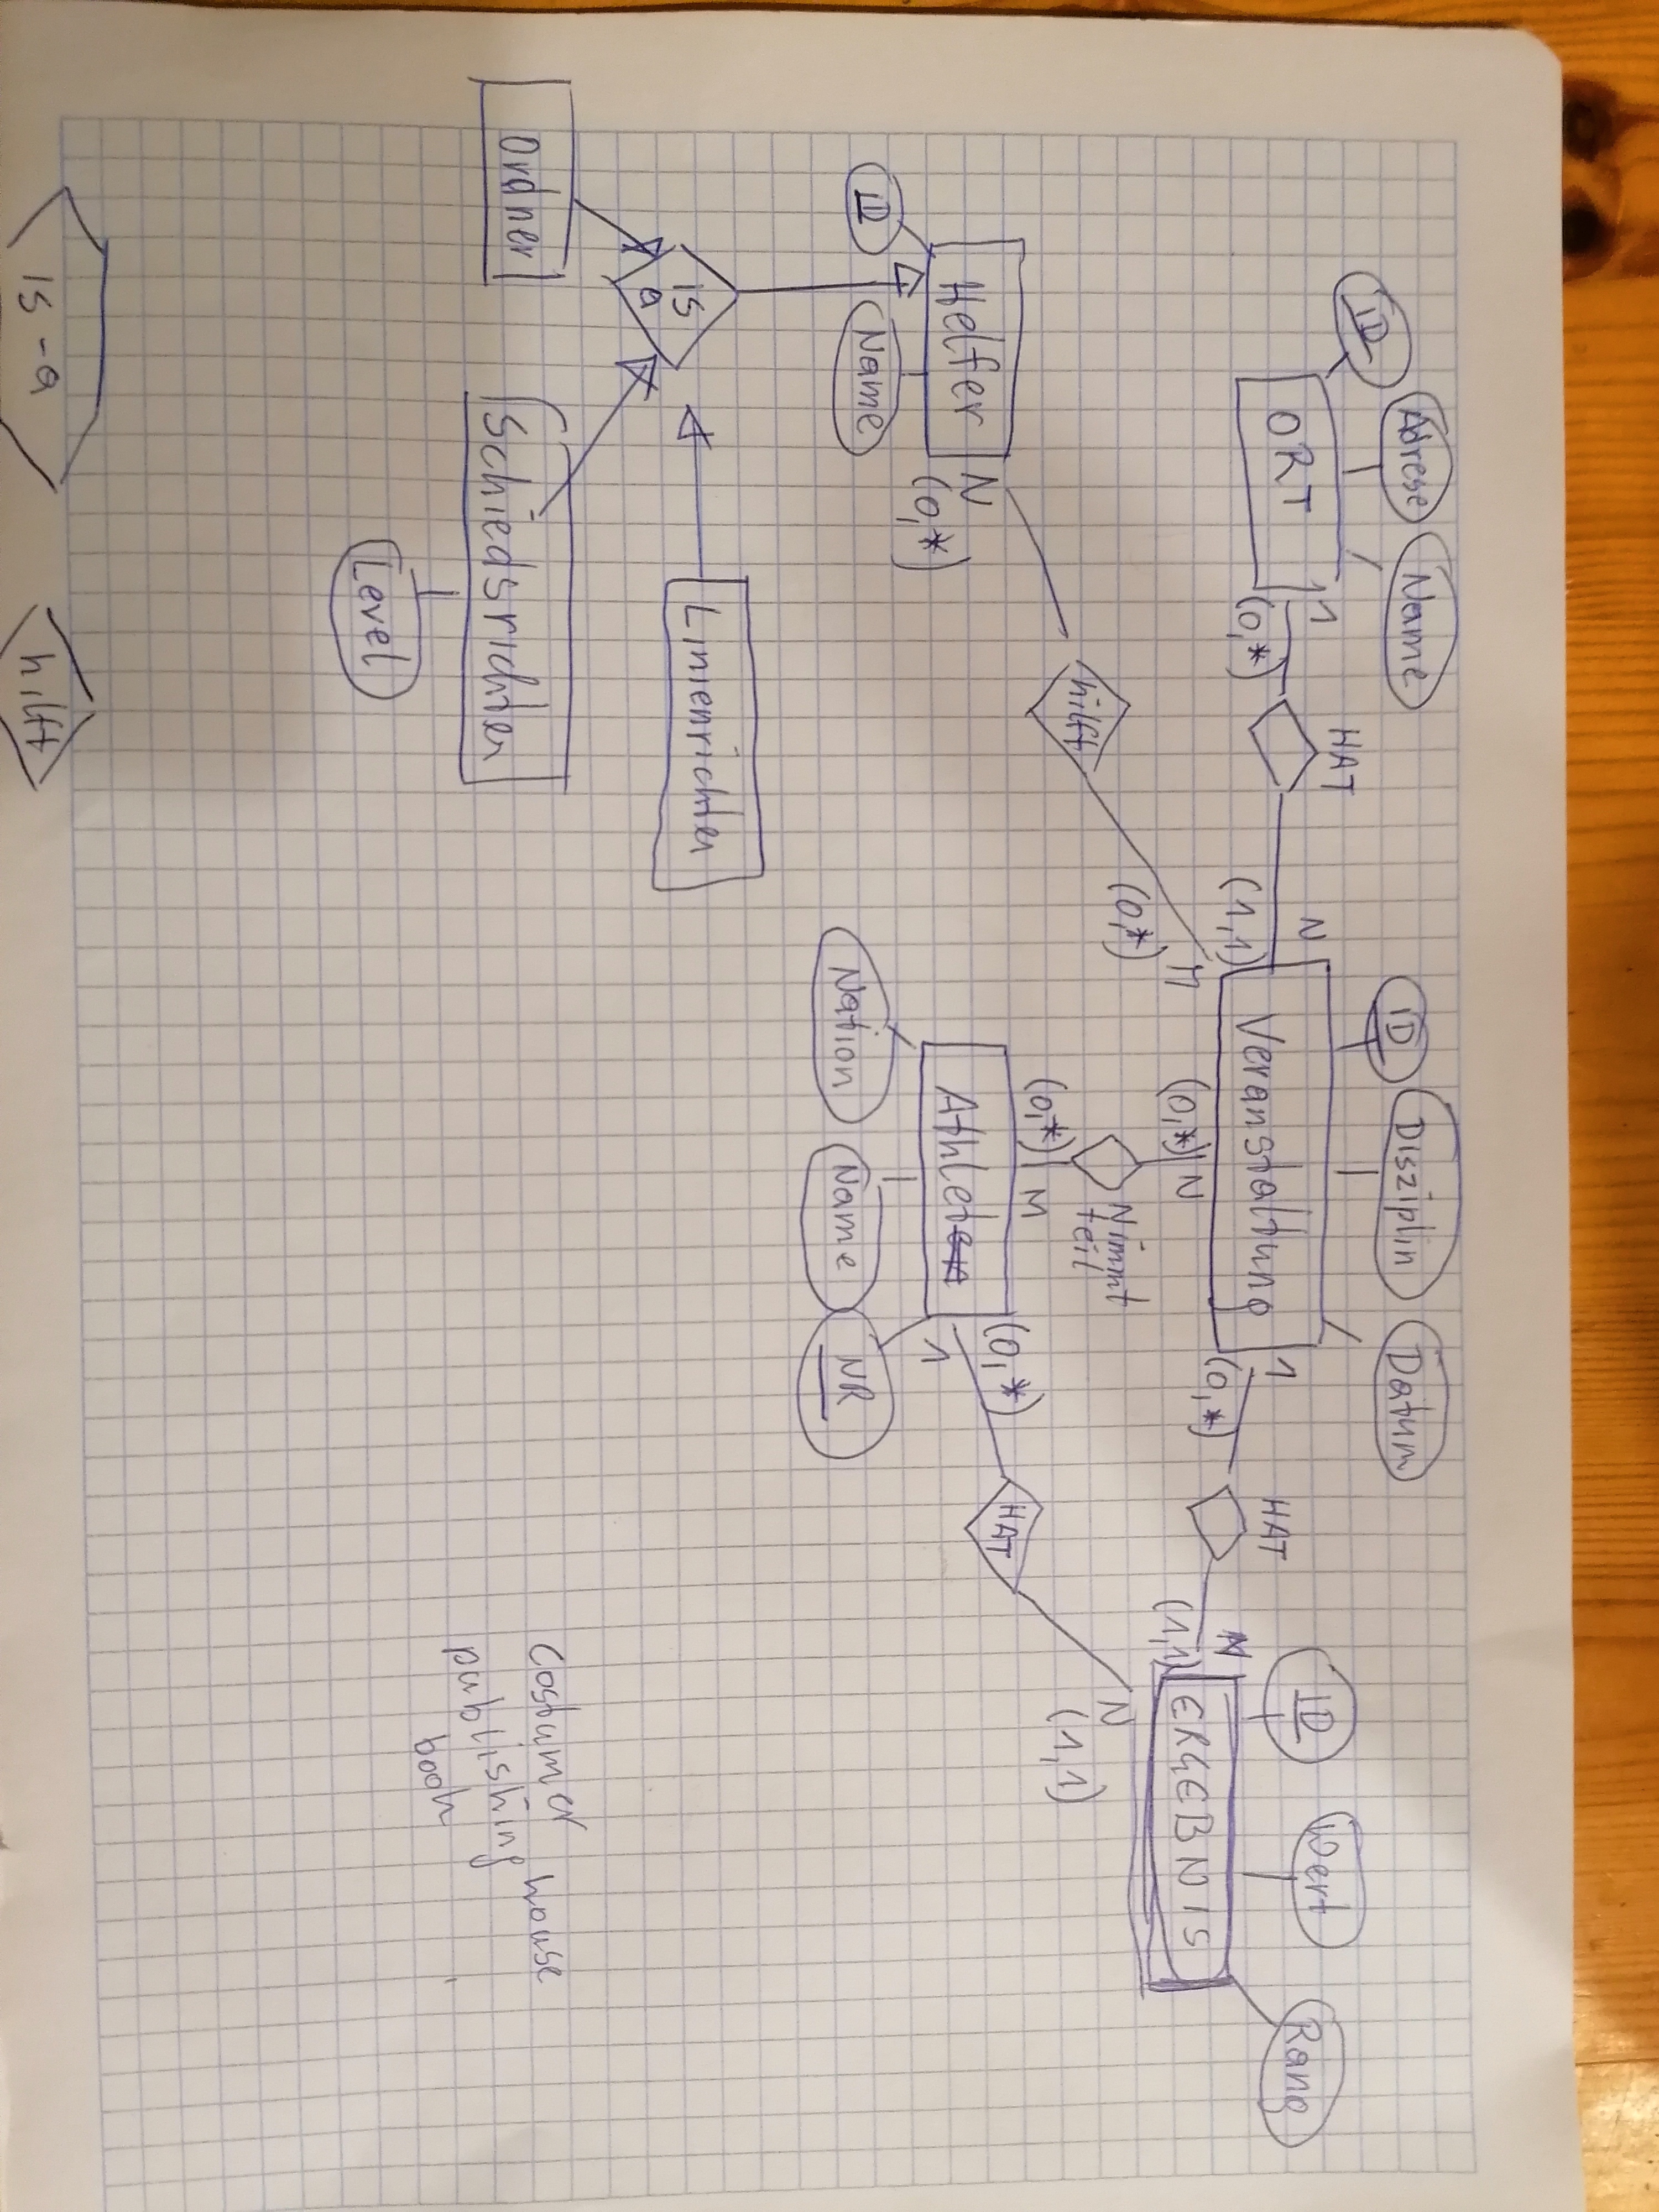 ID
Adrese
Name
ID
Disziplin
Datum
ID
Wert
Rang
ORT
1
(0,*)
HAT
N
(1,1)
Veranstaltung
1
(0,*)
HAT
N
(1,1)
ERGEBNIS
Helfer
N
(0,*)
ID
Name
hilft
M
(0,*)
(0,*)
N
Nimmt
teil
(0,*)
M
Athlet
(0,*)
1
HAT
N
(1,1)
Nation
Name
NR
is
a
Linienrichter
Ordner
Schiedsrichter
Level
Costumer
publishing house
book
is-a
hilft